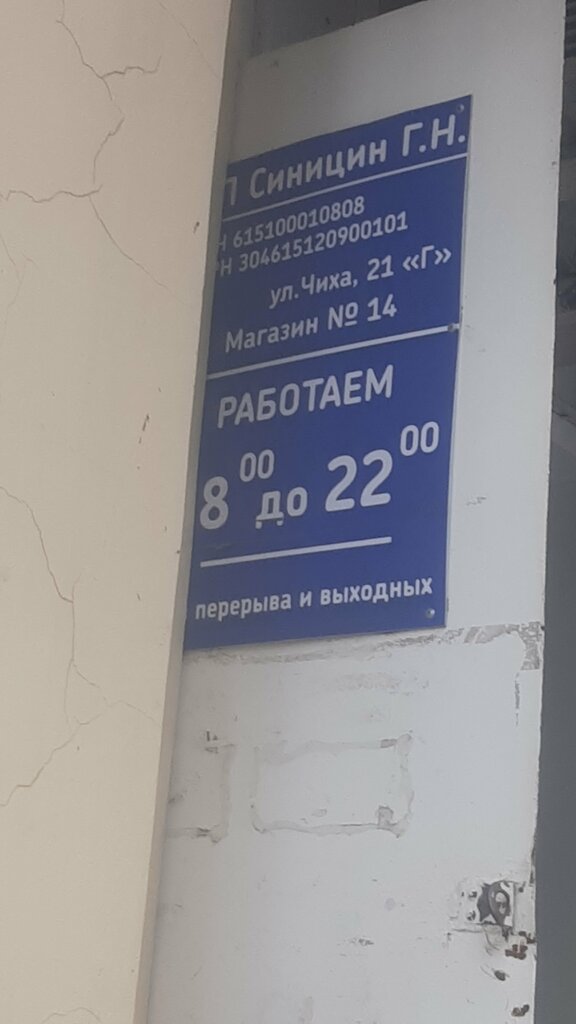 П Синицин Г.Н.
Н 615100010808
Н 304615120900101
ул.Чиха, 21 «Г»
Магазин № 14
РАБОТАЕМ
8 00 до 22 00
перерыва и выходных